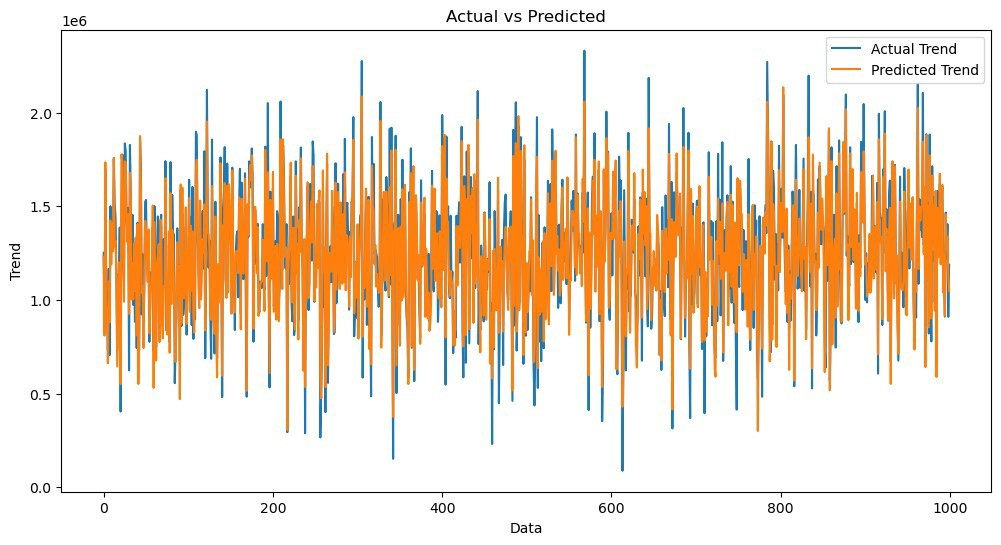 Actual vs Predicted
1e6
Actual Trend
Predicted Trend
2.0
1.5
1.0
0.5
0.0
Trend
0 200 400 600 800 1000
Data